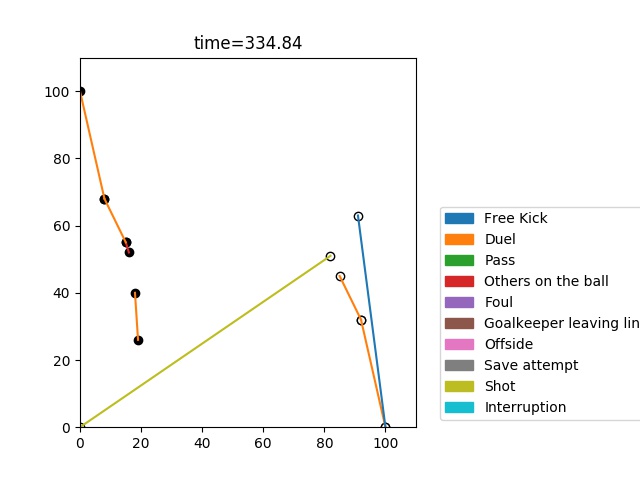 time=334.84
100
80
60
40
20
0
0 20 40 60 80 100
Free Kick
Duel
Pass
Others on the ball
Foul
Goalkeeper leaving lin
Offside
Save attempt
Shot
Interruption